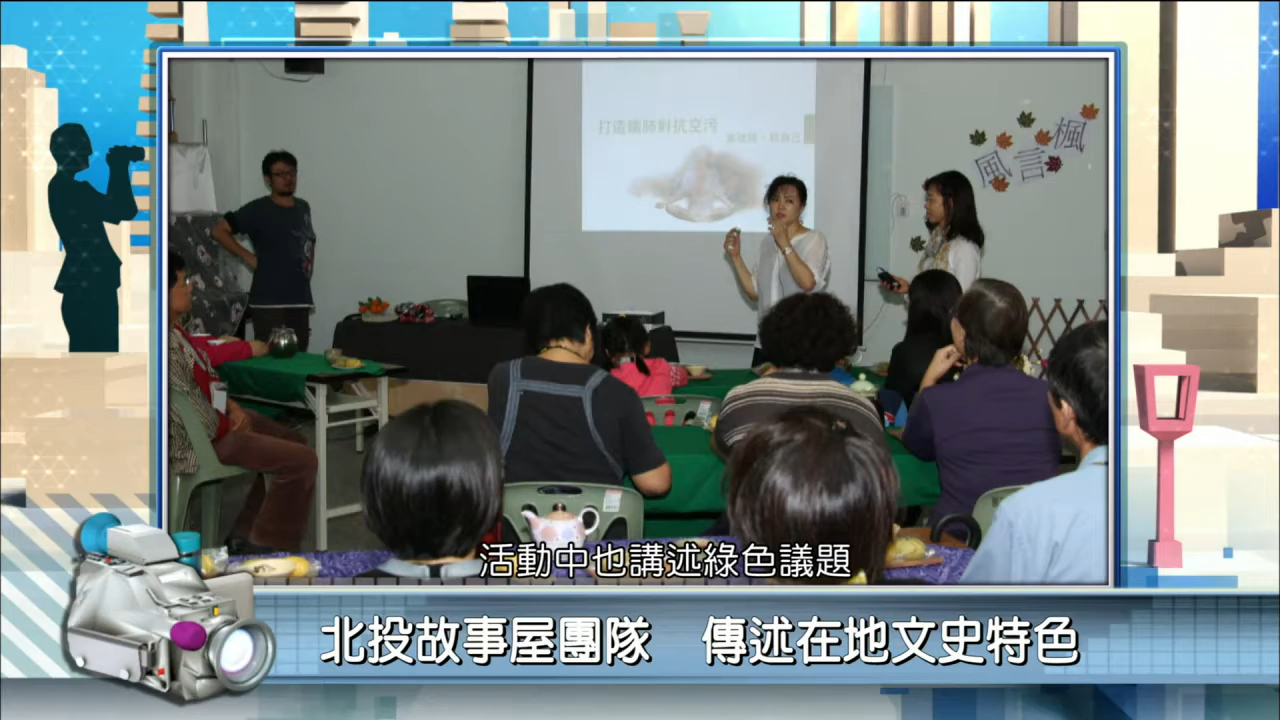 打造鐵肺對抗空污
楓
言
風
活動中也講述綠色議題
北投故事屋團隊 傳述在地文史特色